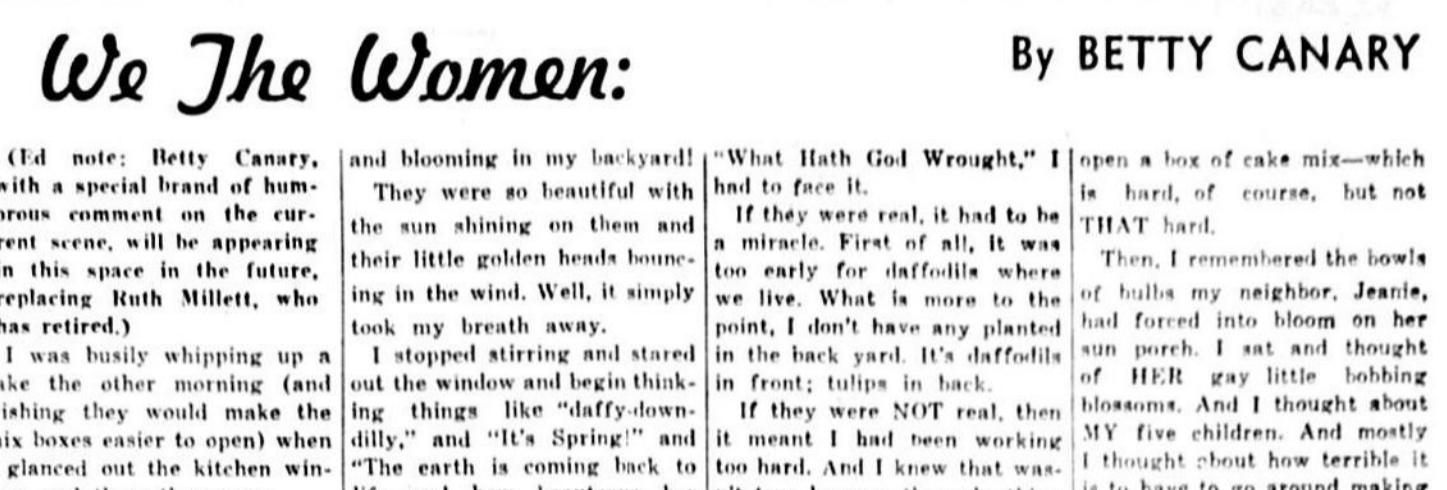 We The Women:
By BETTY CANARY
(Ed note: Betty Canary,
with a special brand of hum-
orous comment on the cur-
rent scene, will be appearing
in this space in the future,
replacing Ruth Millett, who
has retired.)
I was busily whipping up a
cake the other morning (and
wishing they would make the
mix boxes easier to open) when
I glanced out the kitchen win-
and blooming in my backyard!
They were so beautiful with
the sun shining on them and
their little golden heads bounc-
ing in the wind. Well, it simply
took my breath away.
I stopped stirring and stared
out the window and begin think-
ing things like "daffy-down-
dilly," and "It's Spring!" and
"The earth is coming back to
"What Hath God Wrought," I
had to face it.
If they were real, it had to be
a miracle. First of all, it was
too early for daffodils where
we live. What is more to the
point, I don't have any planted
in the back yard. It's daffodils
in front; tulips in back.
If they were NOT real, then
it meant I had been working
too hard. And I knew that was-
open a box of cake mix—which
is hard, of course, but not
THAT hard.
Then, I remembered the bowls
of bulbs my neighbor, Jeanie,
had forced into bloom on her
sun porch. I sat and thought
of HER gay little bobbing
blossoms. And I thought about
MY five children. And mostly
I thought about how terrible it
is to have to go around making